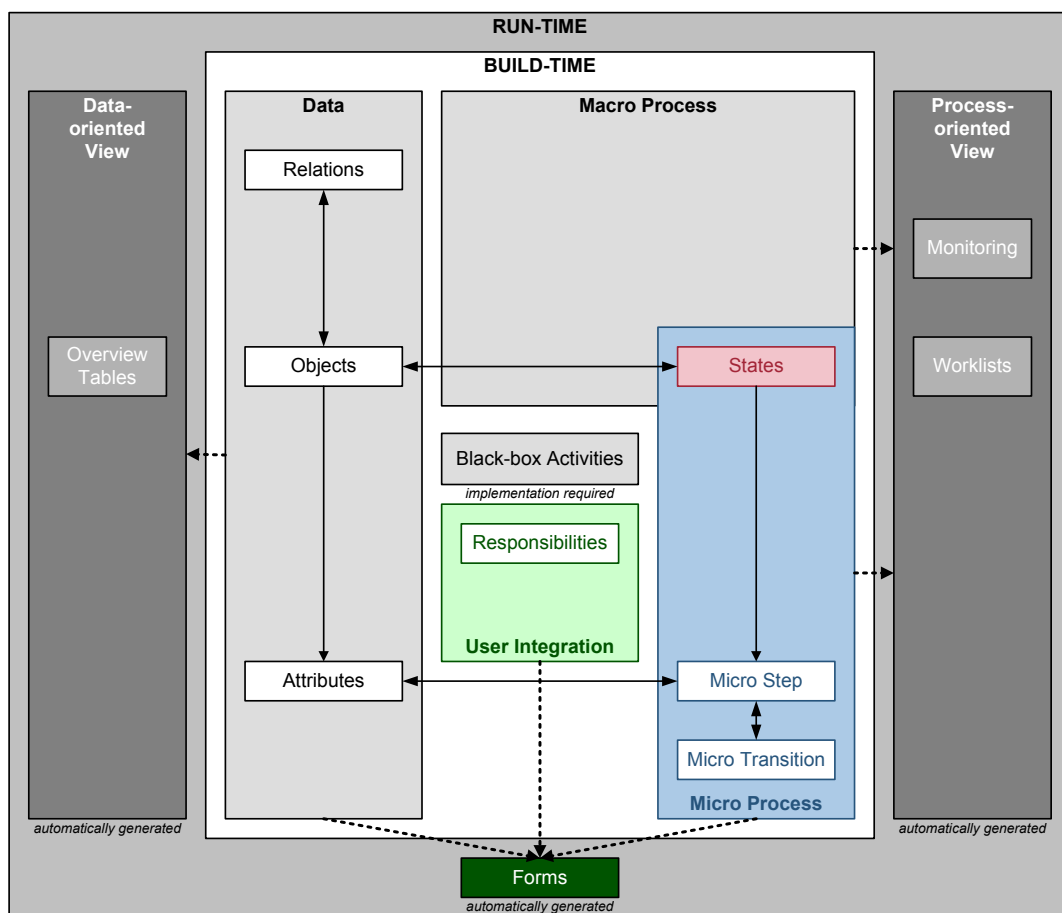 RUN-TIME
BUILD-TIME
Data-
oriented
View
Overview
Tables
automatically generated
Data
Relations
Objects
Attributes
Macro Process
States
Black-box Activities
implementation required
Responsibilities
User Integration
Micro Step
Micro Transition
Micro Process
Process-
oriented
View
Monitoring
Worklists
automatically generated
Forms
automatically generated